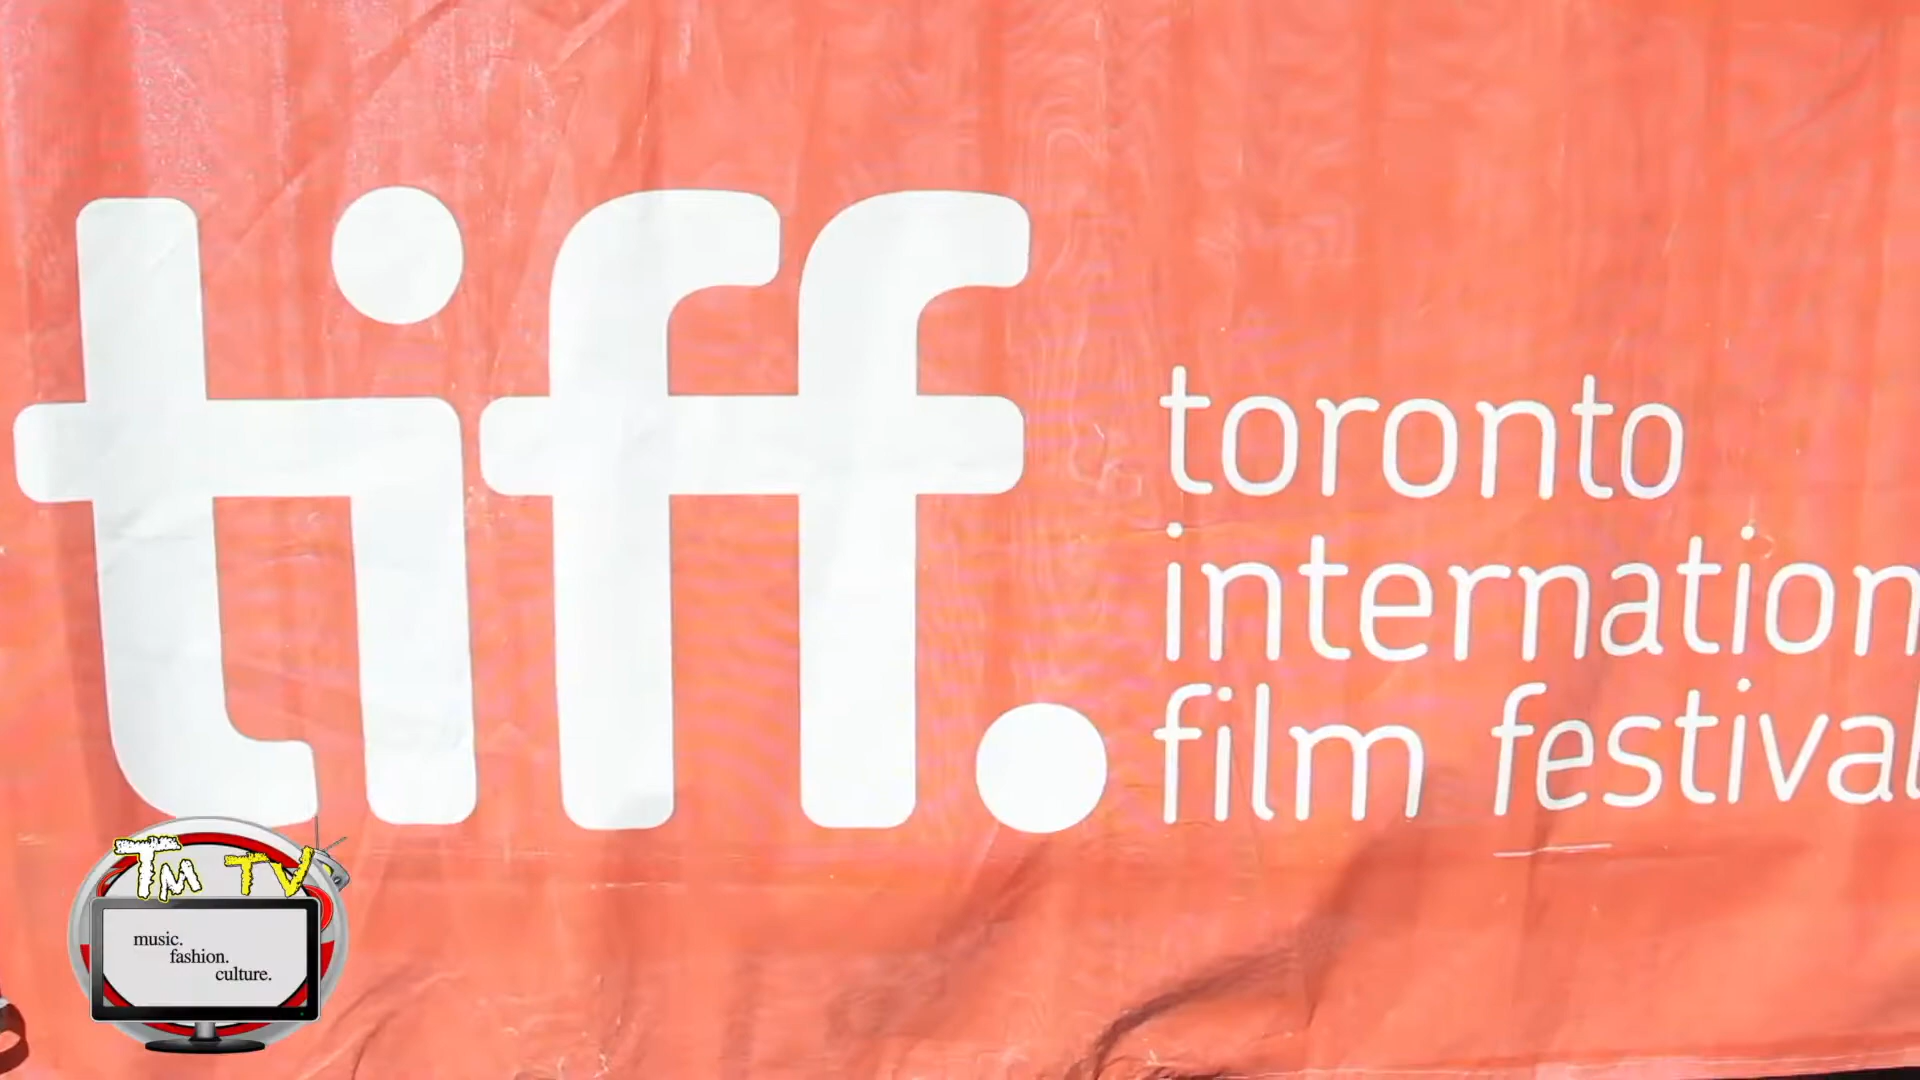 tiff.
toronto
internation
film festival
TM TV
music.
fashion.
culture.